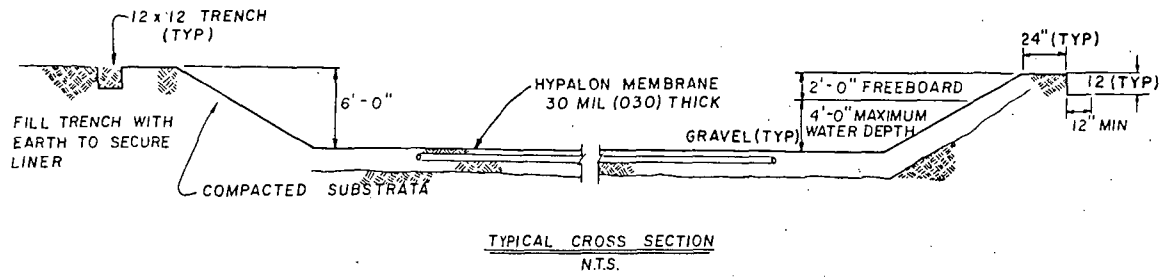 12 x 12 TRENCH
(TYP)
24" (TYP)
6'-0"
HYPALON MEMBRANE
30 MIL (030) THICK
2'-0" FREEBOARD
12 (TYP)
4'-0" MAXIMUM
WATER DEPTH
12" MIN
FILL TRENCH WITH
EARTH TO SECURE
LINER
GRAVEL (TYP)
COMPACTED SUBSTRATA
TYPICAL CROSS SECTION
N.T.S.